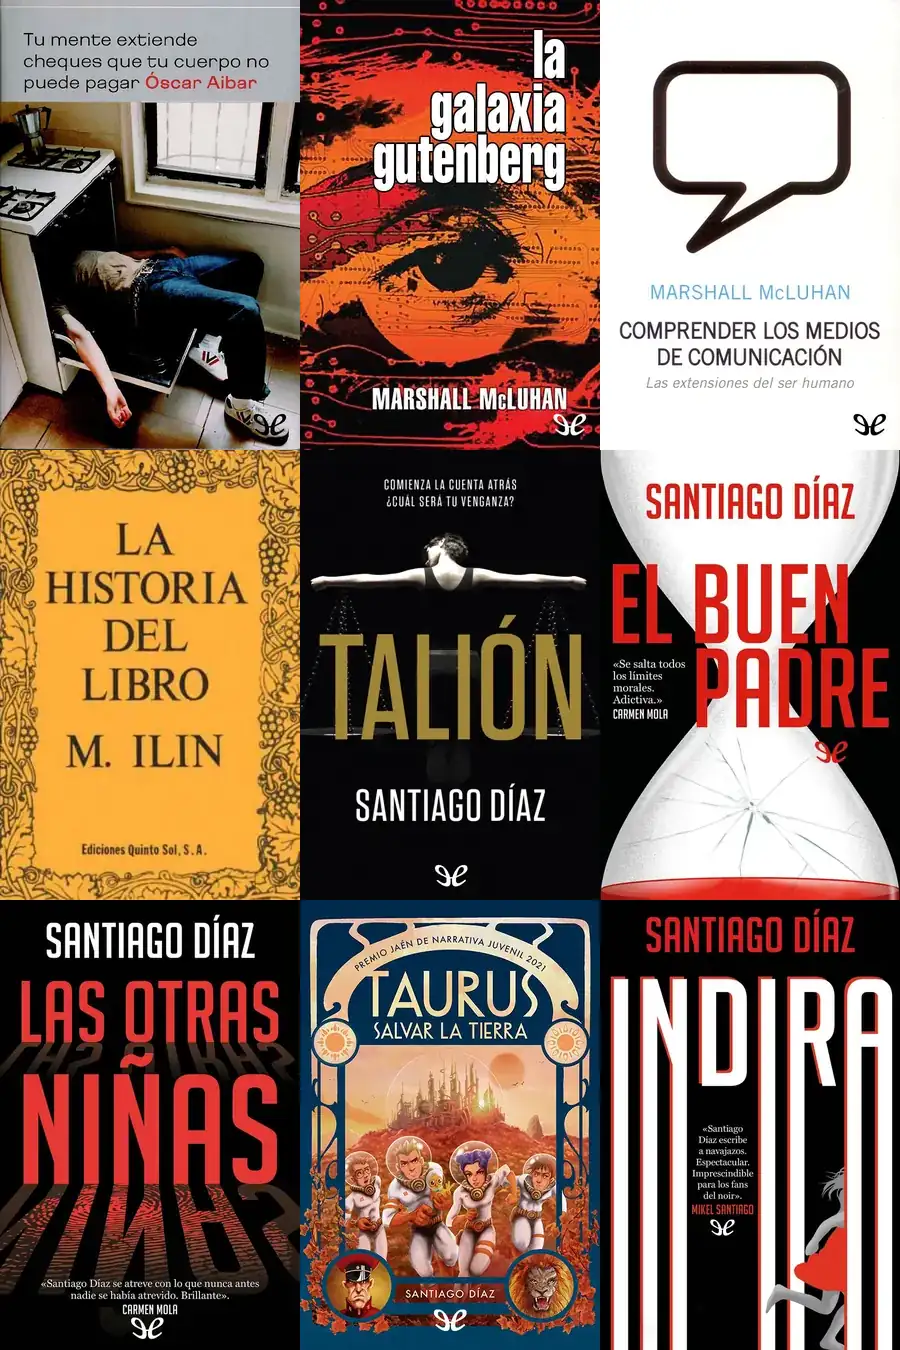 Tu mente extiende
cheques que tu cuerpo no
puede pagar Óscar Aibar
la
galaxia
gutenberg
MARSHALL McLUHAN
MARSHALL McLUHAN
COMPRENDER LOS MEDIOS
DE COMUNICACIÓN
Las extensiones del ser humano
LA
HISTORIA
DEL
LIBRO
M. ILIN
Ediciones Quinto Sol, S.A.
COMIENZA LA CUENTA ATRÁS
¿CUÁL SERÁ TU VENGANZA?
TALIÓN
SANTIAGO DÍAZ
SANTIAGO DÍAZ
EL BUEN
PADRE
«Se salta todos
los límites
morales.
Adictiva.»
CARMEN MOLA
SANTIAGO DÍAZ
LAS OTRAS
NIÑAS
«Santiago Díaz se atreve con lo que nunca antes
nadie se había atrevido. Brillante».
CARMEN MOLA
PREMIO JAÉN DE NARRATIVA JUVENIL 2021
TAURUS
SALVAR LA TIERRA
SANTIAGO DÍAZ
SANTIAGO DÍAZ
INDIRA
«Santiago
Díaz escribe
a navajazos.
Espectacular.
Imprescindible
para los fans
del noir».
MIKEL SANTIAGO